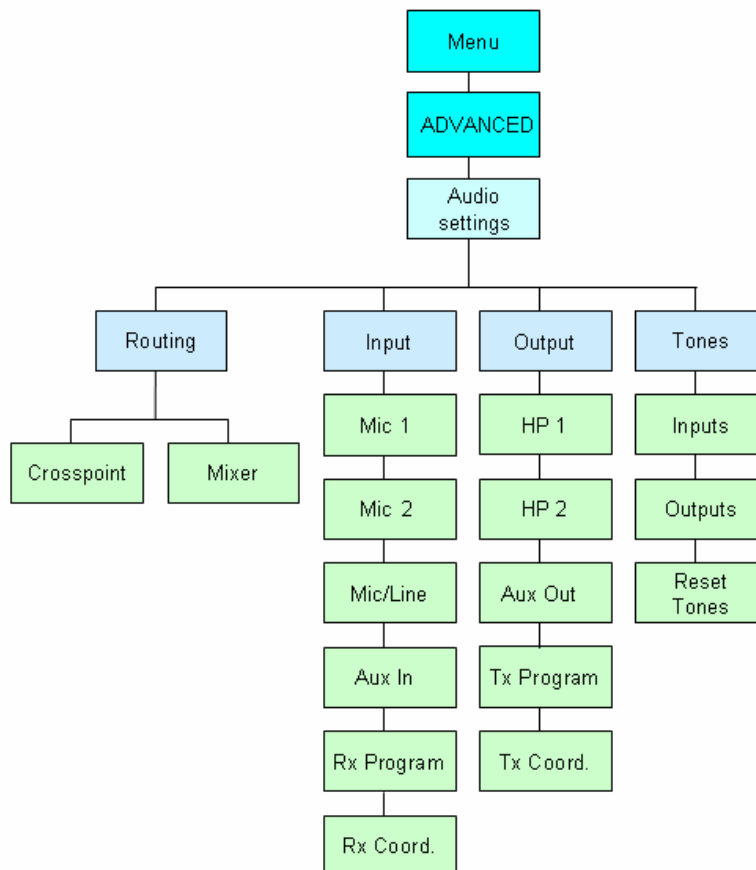 Menu
ADVANCED
Audio
settings
Routing
Input
Output
Tones
Crosspoint
Mixer
Mic 1
Mic 2
Mic/Line
Aux In
Rx Program
Rx Coord.
HP 1
HP 2
Aux Out
Tx Program
Tx Coord.
Inputs
Outputs
Reset
Tones